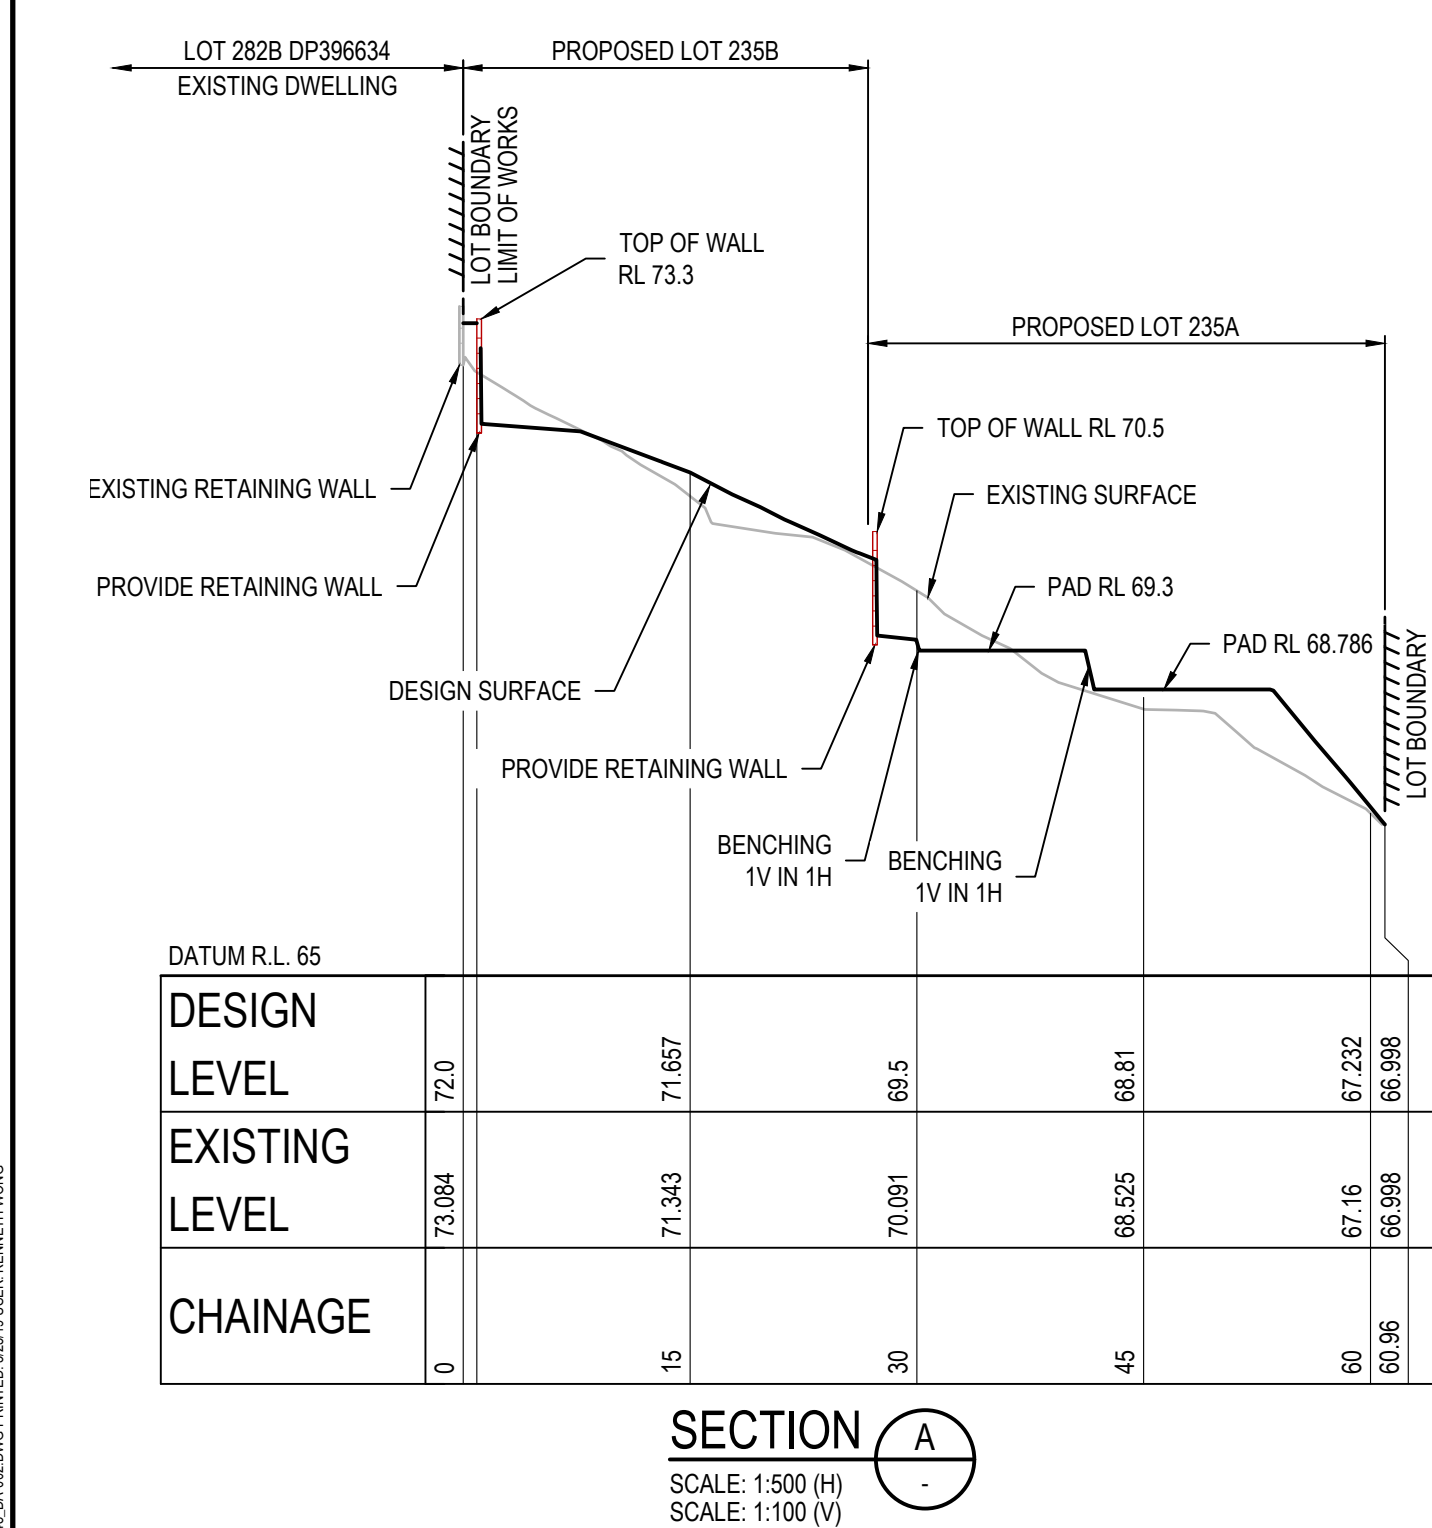 LOT 282B DP396634
EXISTING DWELLING
PROPOSED LOT 235B
LOT BOUNDARY
LIMIT OF WORKS
TOP OF WALL
RL 73.3
PROPOSED LOT 235A
TOP OF WALL RL 70.5
EXISTING RETAINING WALL
EXISTING SURFACE
PROVIDE RETAINING WALL
PAD RL 69.3
PAD RL 68.786
LOT BOUNDARY
DESIGN SURFACE
PROVIDE RETAINING WALL
BENCHING
1V IN 1H
BENCHING
1V IN 1H
DATUM R.L. 65
DESIGN
LEVEL
72.0 71.657 69.5 68.81 67.232 66.998
EXISTING
LEVEL
73.084 71.343 70.091 68.525 67.16 66.998
CHAINAGE
0 15 30 45 60 60.96
SECTION A
-
SCALE: 1:500 (H)
SCALE: 1:100 (V)